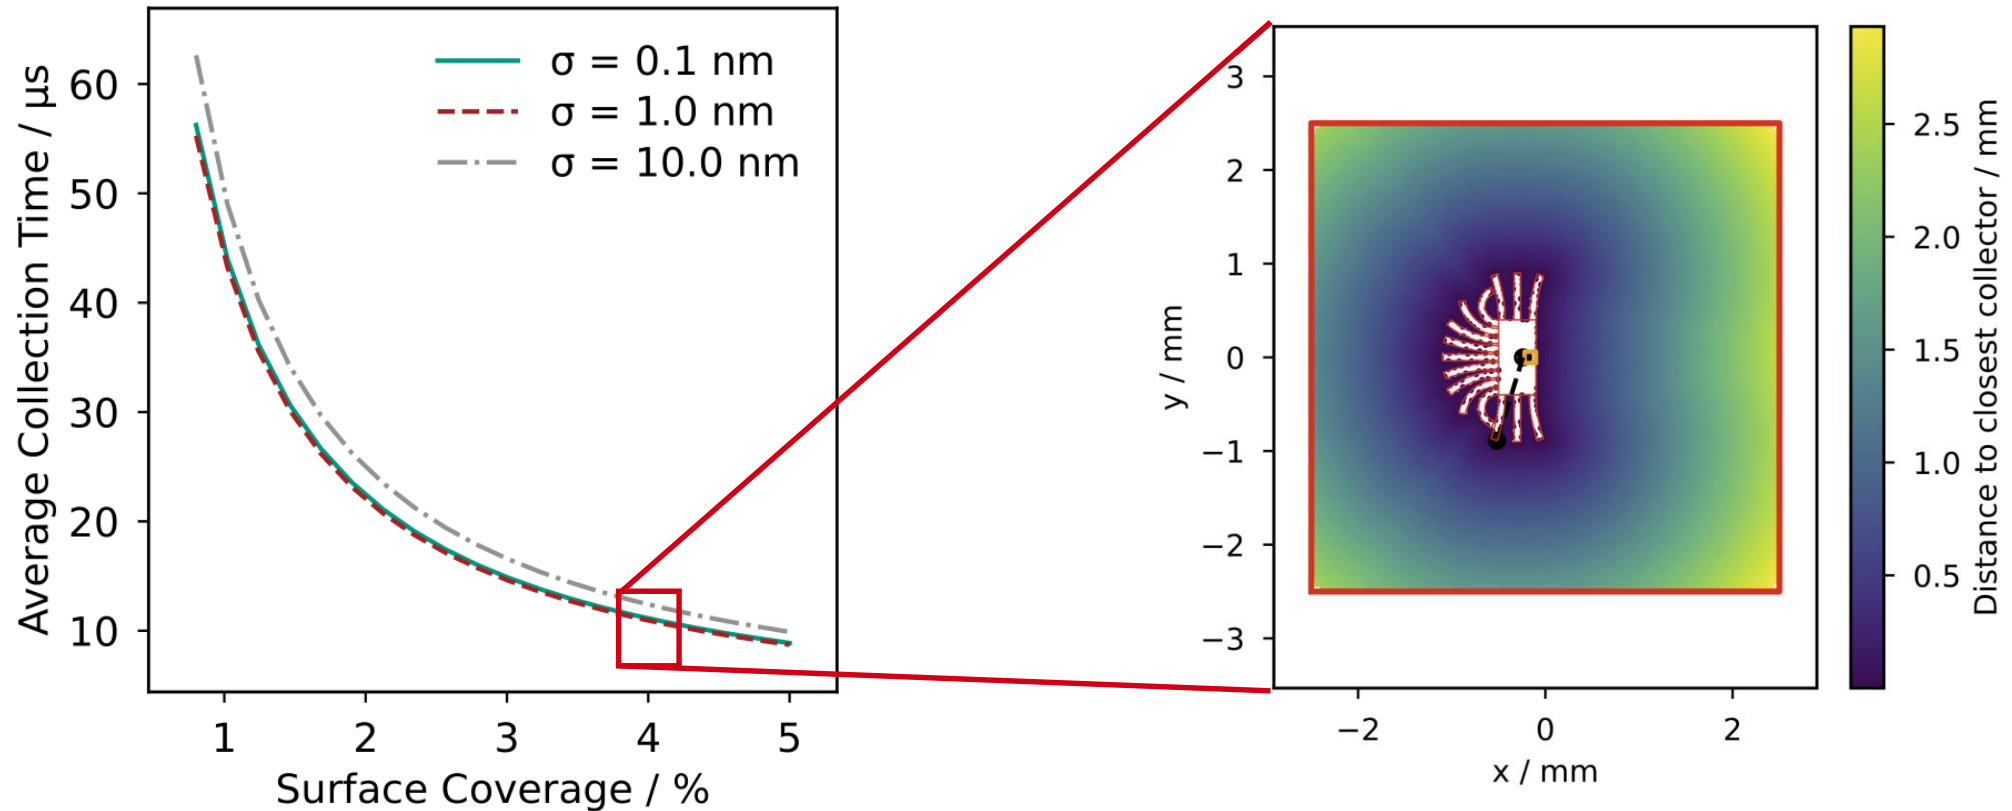 Average Collection Time / μs
60
50
40
30
20
10
σ = 0.1 nm
σ = 1.0 nm
σ = 10.0 nm
1 2 3 4 5
Surface Coverage / %
y / mm
3
2
1
0
−1
−2
−3
−2 0 2
x / mm
2.5
2.0
1.5
1.0
0.5
Distance to closest collector / mm